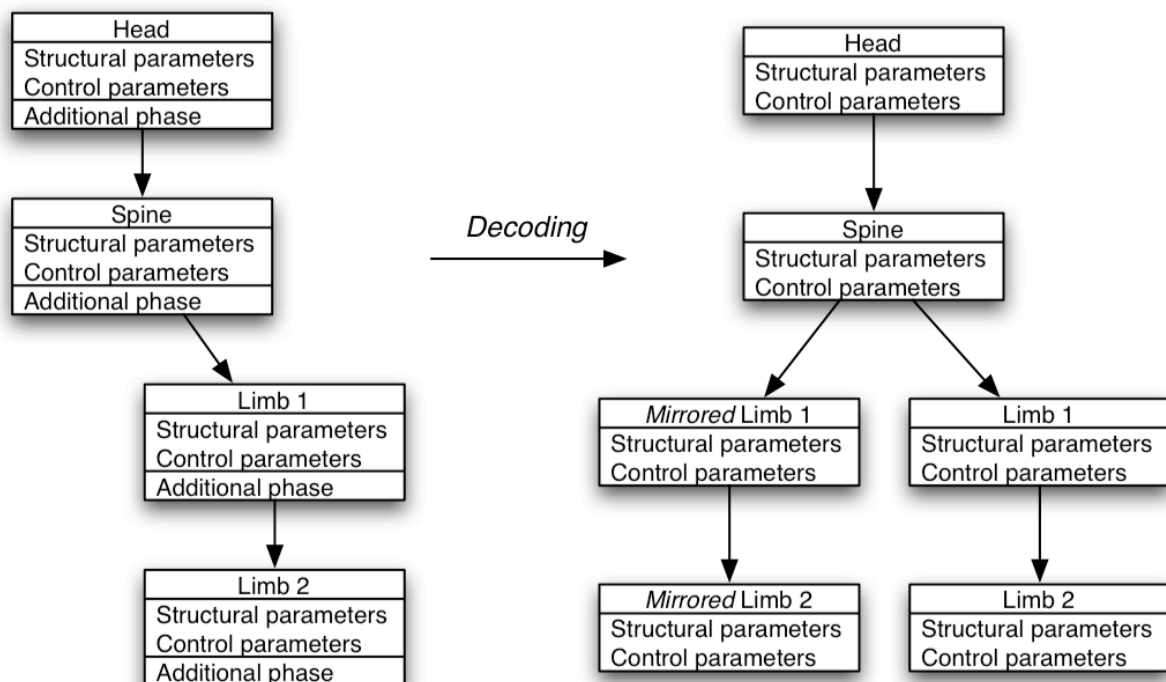 Head
Structural parameters
Control parameters
Additional phase
Spine
Structural parameters
Control parameters
Additional phase
Limb 1
Structural parameters
Control parameters
Additional phase
Limb 2
Structural parameters
Control parameters
Additional phase
Decoding
Head
Structural parameters
Control parameters
Spine
Structural parameters
Control parameters
Mirrored Limb 1
Structural parameters
Control parameters
Limb 1
Structural parameters
Control parameters
Mirrored Limb 2
Structural parameters
Control parameters
Limb 2
Structural parameters
Control parameters